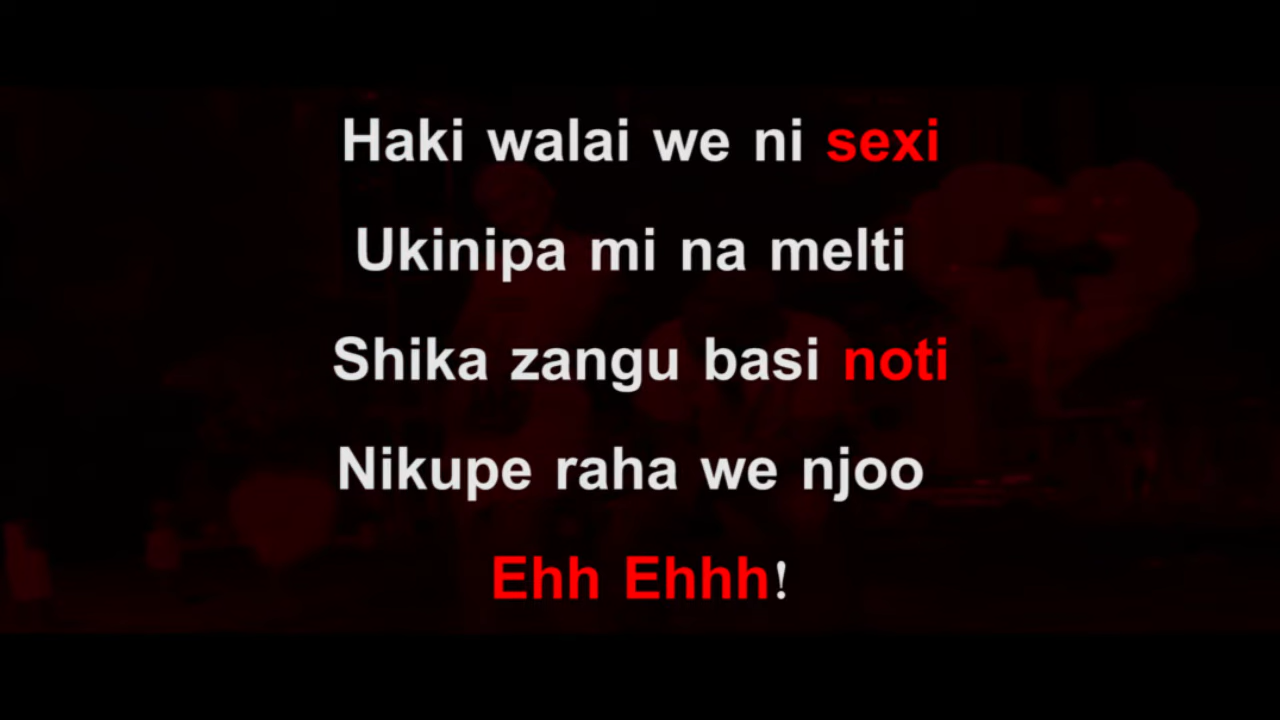 Haki walai we ni sexi
Ukinipa mi na melti
Shika zangu basi noti
Nikupe raha we njoo
Ehh Ehhh!